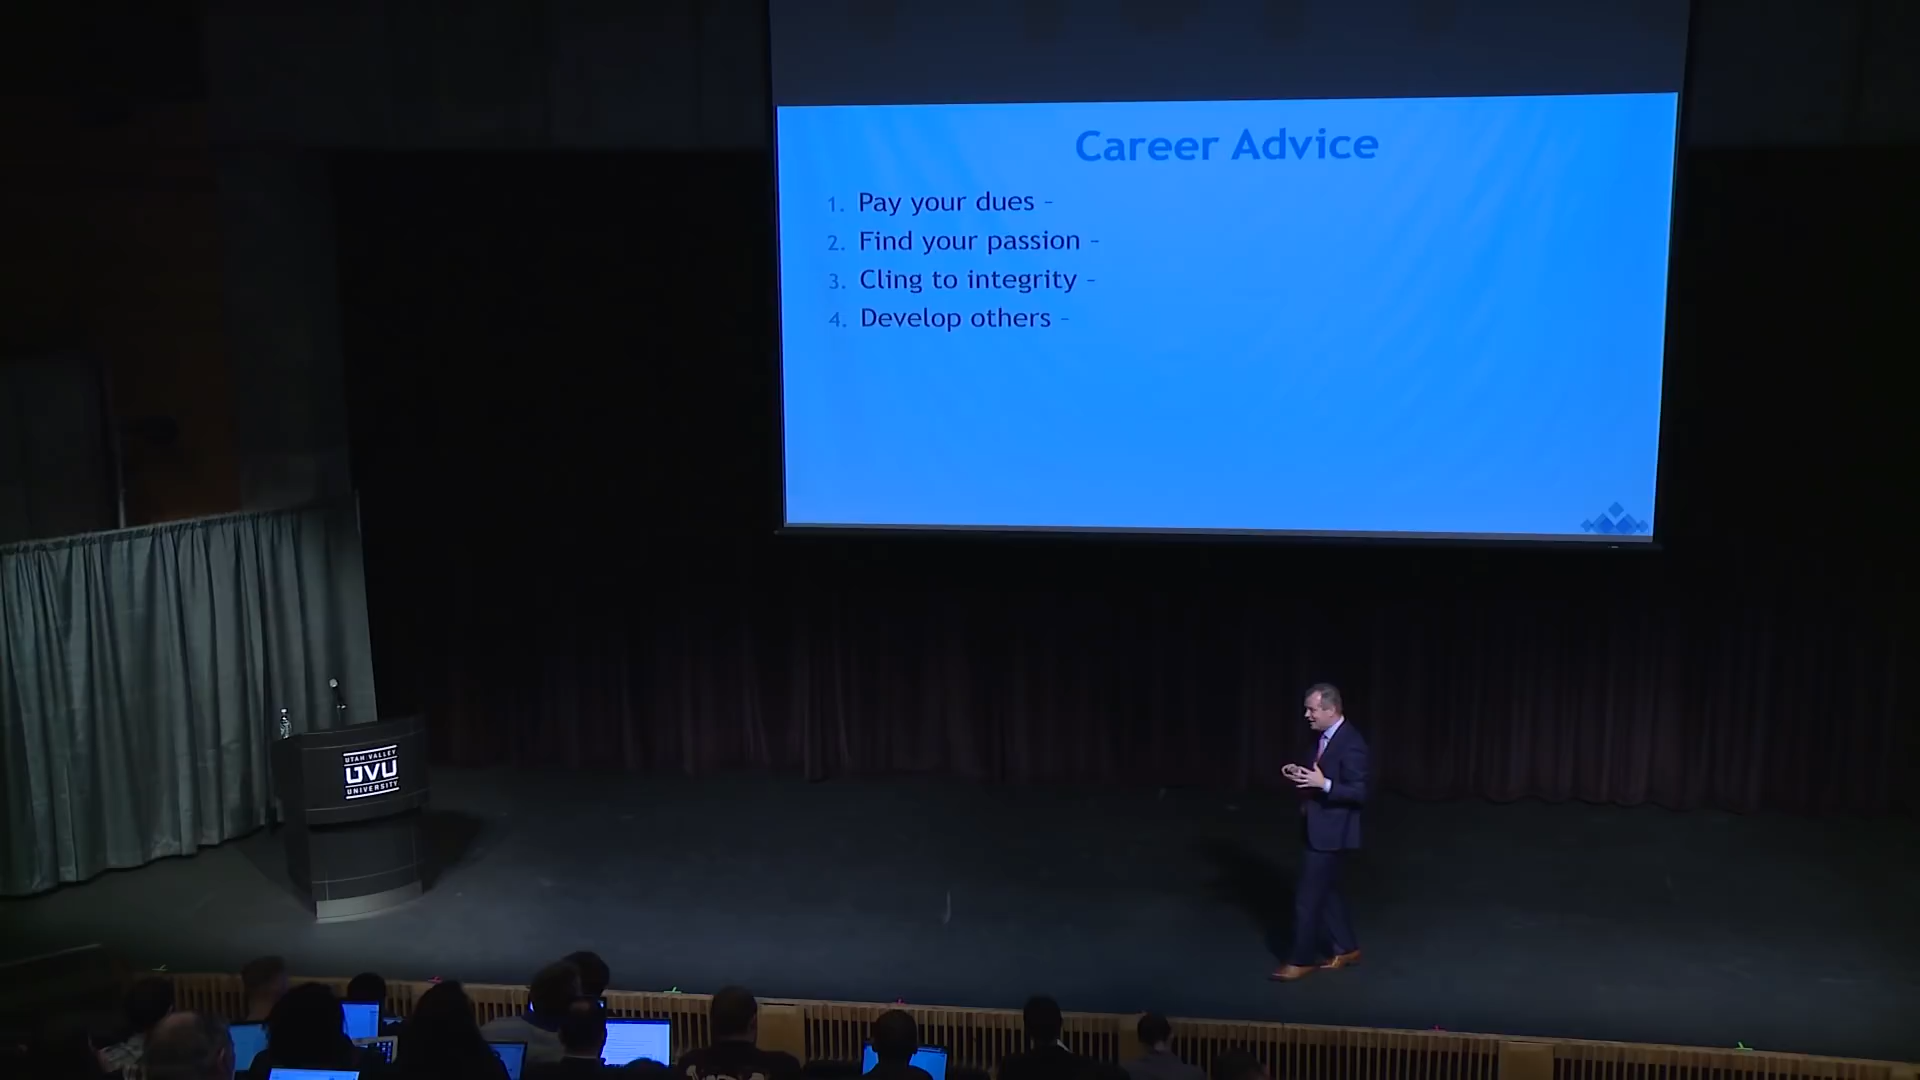 Career Advice
1. Pay your dues –
2. Find your passion –
3. Cling to integrity –
4. Develop others –
UTAH VALLEY
UVU
UNIVERSITY